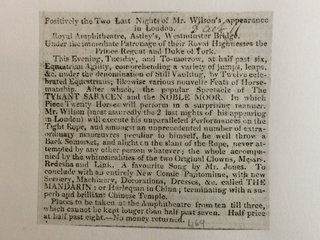 Positively the Two Last Nights of Mr. Wilson's appearance
in London.
Royal Amphitheatre, Astley's, Westminster Bridge.
Under the immediate Patronage of their Royal Highnesses the
Prince Regent and Duke of York.
This Evening, Tuesday, and To-morrow, at half past six,
Equestrian Agility, comprehending a variety of jumps, leaps,
&c. under the denomination of Still Vaulting, by Twelve cele-
brated Equestrians; likewise various nouvelle Feats of Horse-
manship. After which, the popular Spectacle of The
TYRANT SARACEN and the NOBLE MOOR. In which
Piece Twenty Horses will perform in a surprising manner.
Mr. Wilson (most assuredly the 2 last nights of his appearing
in London) will execute his unparalleled Performances on the
Tight Rope, and amongst an unprecedented number of extra-
ordinary manœuvres peculiar to himself, he will throw a
Back Somerset, and alight on the slant of the Rope, never at-
tempted by any other person whatever; the whole accompa-
nied by the whimsicalities of the two Original Clowns, Messrs.
Redesha and Link. A favourite Song by Mr. Jones. To
conclude with an entirely New Comic Pantomime, with new
Scenery, Machinery, Decorations, Dresses, &c. called THE
MANDARIN: or Harlequin in China; terminating with a su-
perb and brilliant Chinese Temple.
Places to be taken at the Amphitheatre from ten till three,
which cannot be kept longer than half past seven. Half price
at half past eight.—No money returned.